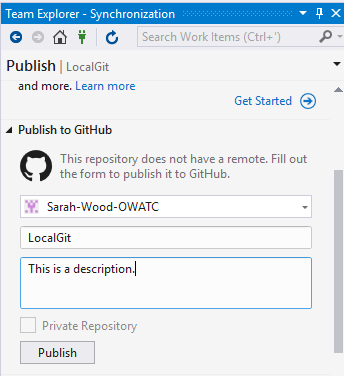 Team Explorer - Synchronization
Search Work Items (Ctrl+')
Publish | LocalGit
and more. Learn more
Get Started
Publish to GitHub
This repository does not have a remote. Fill out
the form to publish it to GitHub.
Sarah-Wood-OWATC
LocalGit
This is a description.
Private Repository
Publish